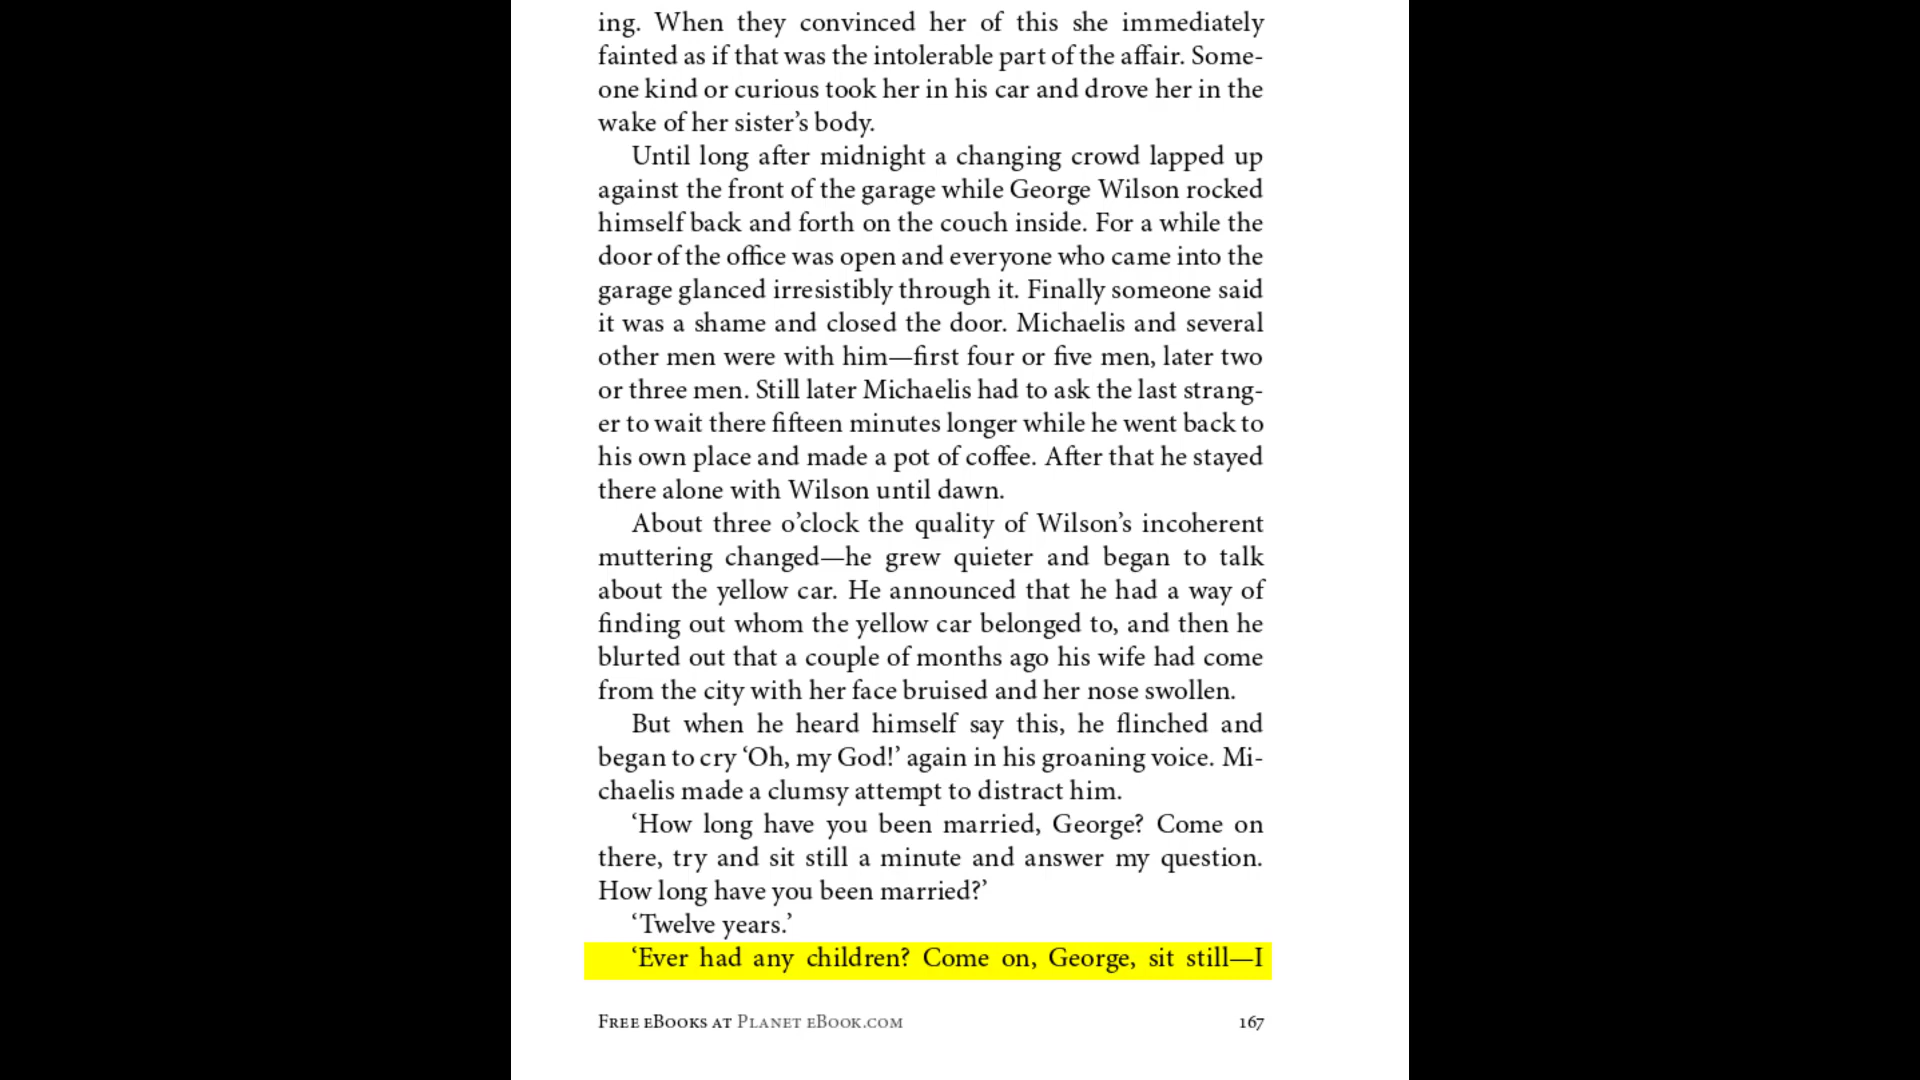 ing. When they convinced her of this she immediately
fainted as if that was the intolerable part of the affair. Some-
one kind or curious took her in his car and drove her in the
wake of her sister’s body.
Until long after midnight a changing crowd lapped up
against the front of the garage while George Wilson rocked
himself back and forth on the couch inside. For a while the
door of the office was open and everyone who came into the
garage glanced irresistibly through it. Finally someone said
it was a shame and closed the door. Michaelis and several
other men were with him—first four or five men, later two
or three men. Still later Michaelis had to ask the last strang-
er to wait there fifteen minutes longer while he went back to
his own place and made a pot of coffee. After that he stayed
there alone with Wilson until dawn.
About three o’clock the quality of Wilson’s incoherent
muttering changed—he grew quieter and began to talk
about the yellow car. He announced that he had a way of
finding out whom the yellow car belonged to, and then he
blurted out that a couple of months ago his wife had come
from the city with her face bruised and her nose swollen.
But when he heard himself say this, he flinched and
began to cry ‘Oh, my God!’ again in his groaning voice. Mi-
chaelis made a clumsy attempt to distract him.
‘How long have you been married, George? Come on
there, try and sit still a minute and answer my question.
How long have you been married?’
‘Twelve years.’
‘Ever had any children? Come on, George, sit still—I
Free eBooks at Planet eBook.com 167